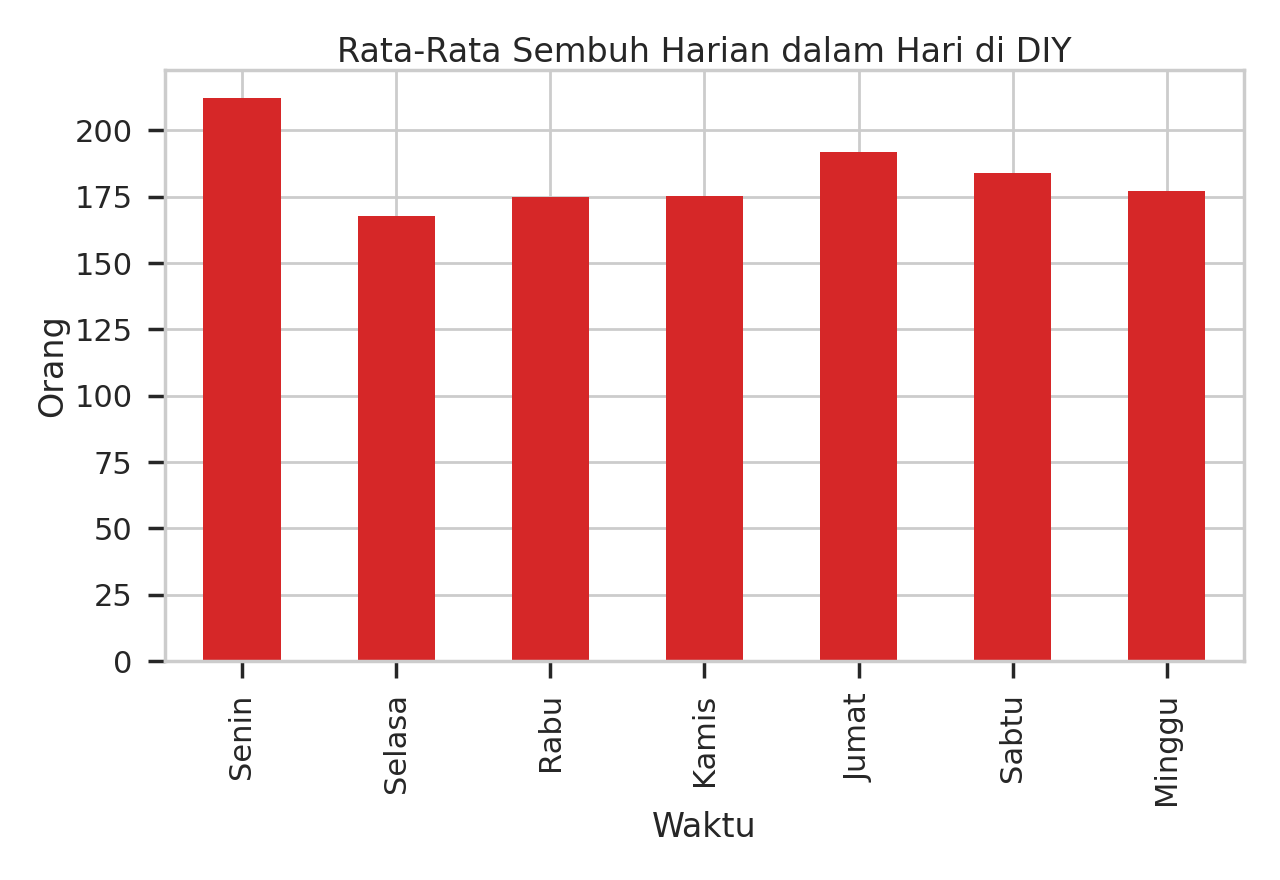 Rata-Rata Sembuh Harian dalam Hari di DIY
Orang
200
175
150
125
100
75
50
25
0
Senin
Selasa
Rabu
Kamis
Jumat
Sabtu
Minggu
Waktu